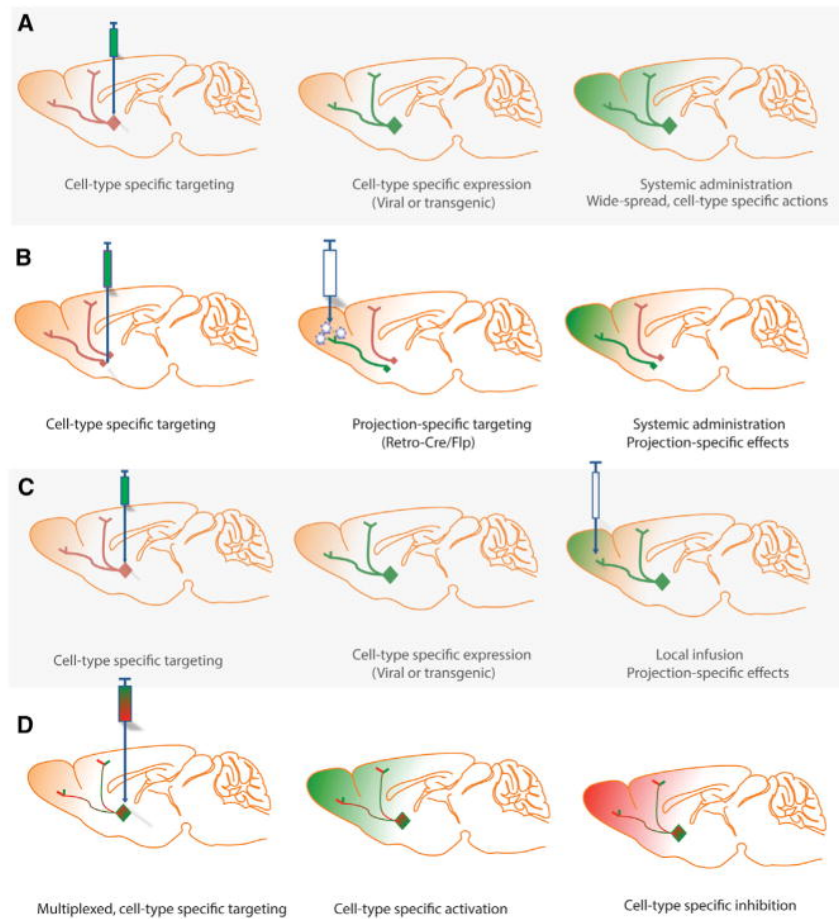 A
Cell-type specific targeting
Cell-type specific expression
(Viral or transgenic)
Systemic administration
Wide-spread, cell-type specific actions
B
Cell-type specific targeting
Projection-specific targeting
(Retro-Cre/Flp)
Systemic administration
Projection-specific effects
C
Cell-type specific targeting
Cell-type specific expression
(Viral or transgenic)
Local infusion
Projection-specific effects
D
Multiplexed, cell-type specific targeting
Cell-type specific activation
Cell-type specific inhibition